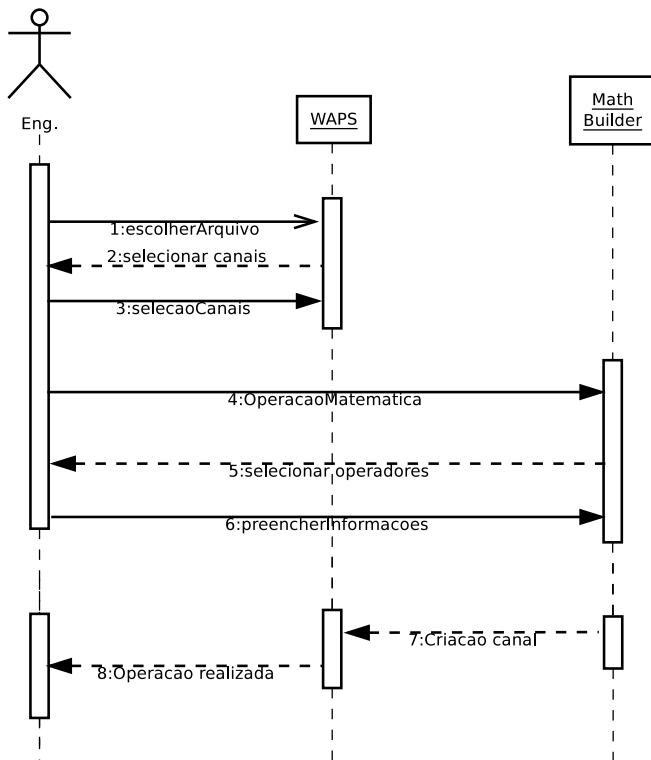 Eng.
WAPS
Math
Builder
1:escolherArquivo
2:selecionar canais
3:selecaoCanais
4:OperacaoMatematica
5:selecionar operadores
6:preencherInformacoes
7:Criacao canal
8:Operacao realizada